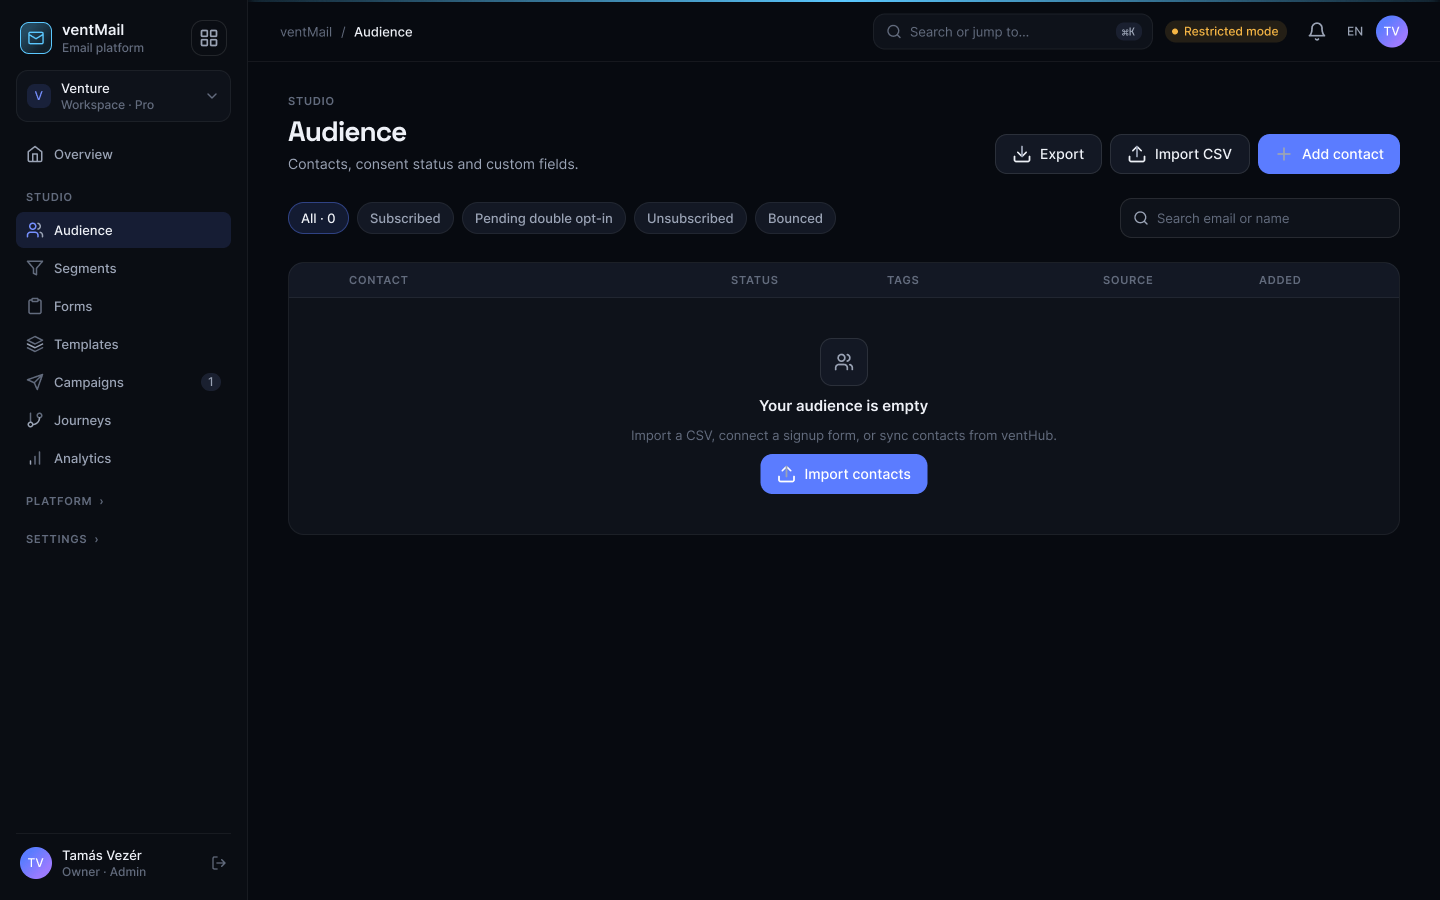 ventMail
Email platform
V
Venture
Workspace · Pro
Overview
STUDIO
Audience
Segments
Forms
Templates
Campaigns
1
Journeys
Analytics
PLATFORM ›
SETTINGS ›
TV
Tamás Vezér
Owner · Admin
ventMail / Audience
Search or jump to...
⌘K
Restricted mode
EN
TV
STUDIO
Audience
Contacts, consent status and custom fields.
Export
Import CSV
Add contact
All · 0
Subscribed
Pending double opt-in
Unsubscribed
Bounced
Search email or name
CONTACT STATUS TAGS SOURCE ADDED
Your audience is empty
Import a CSV, connect a signup form, or sync contacts from ventHub.
Import contacts